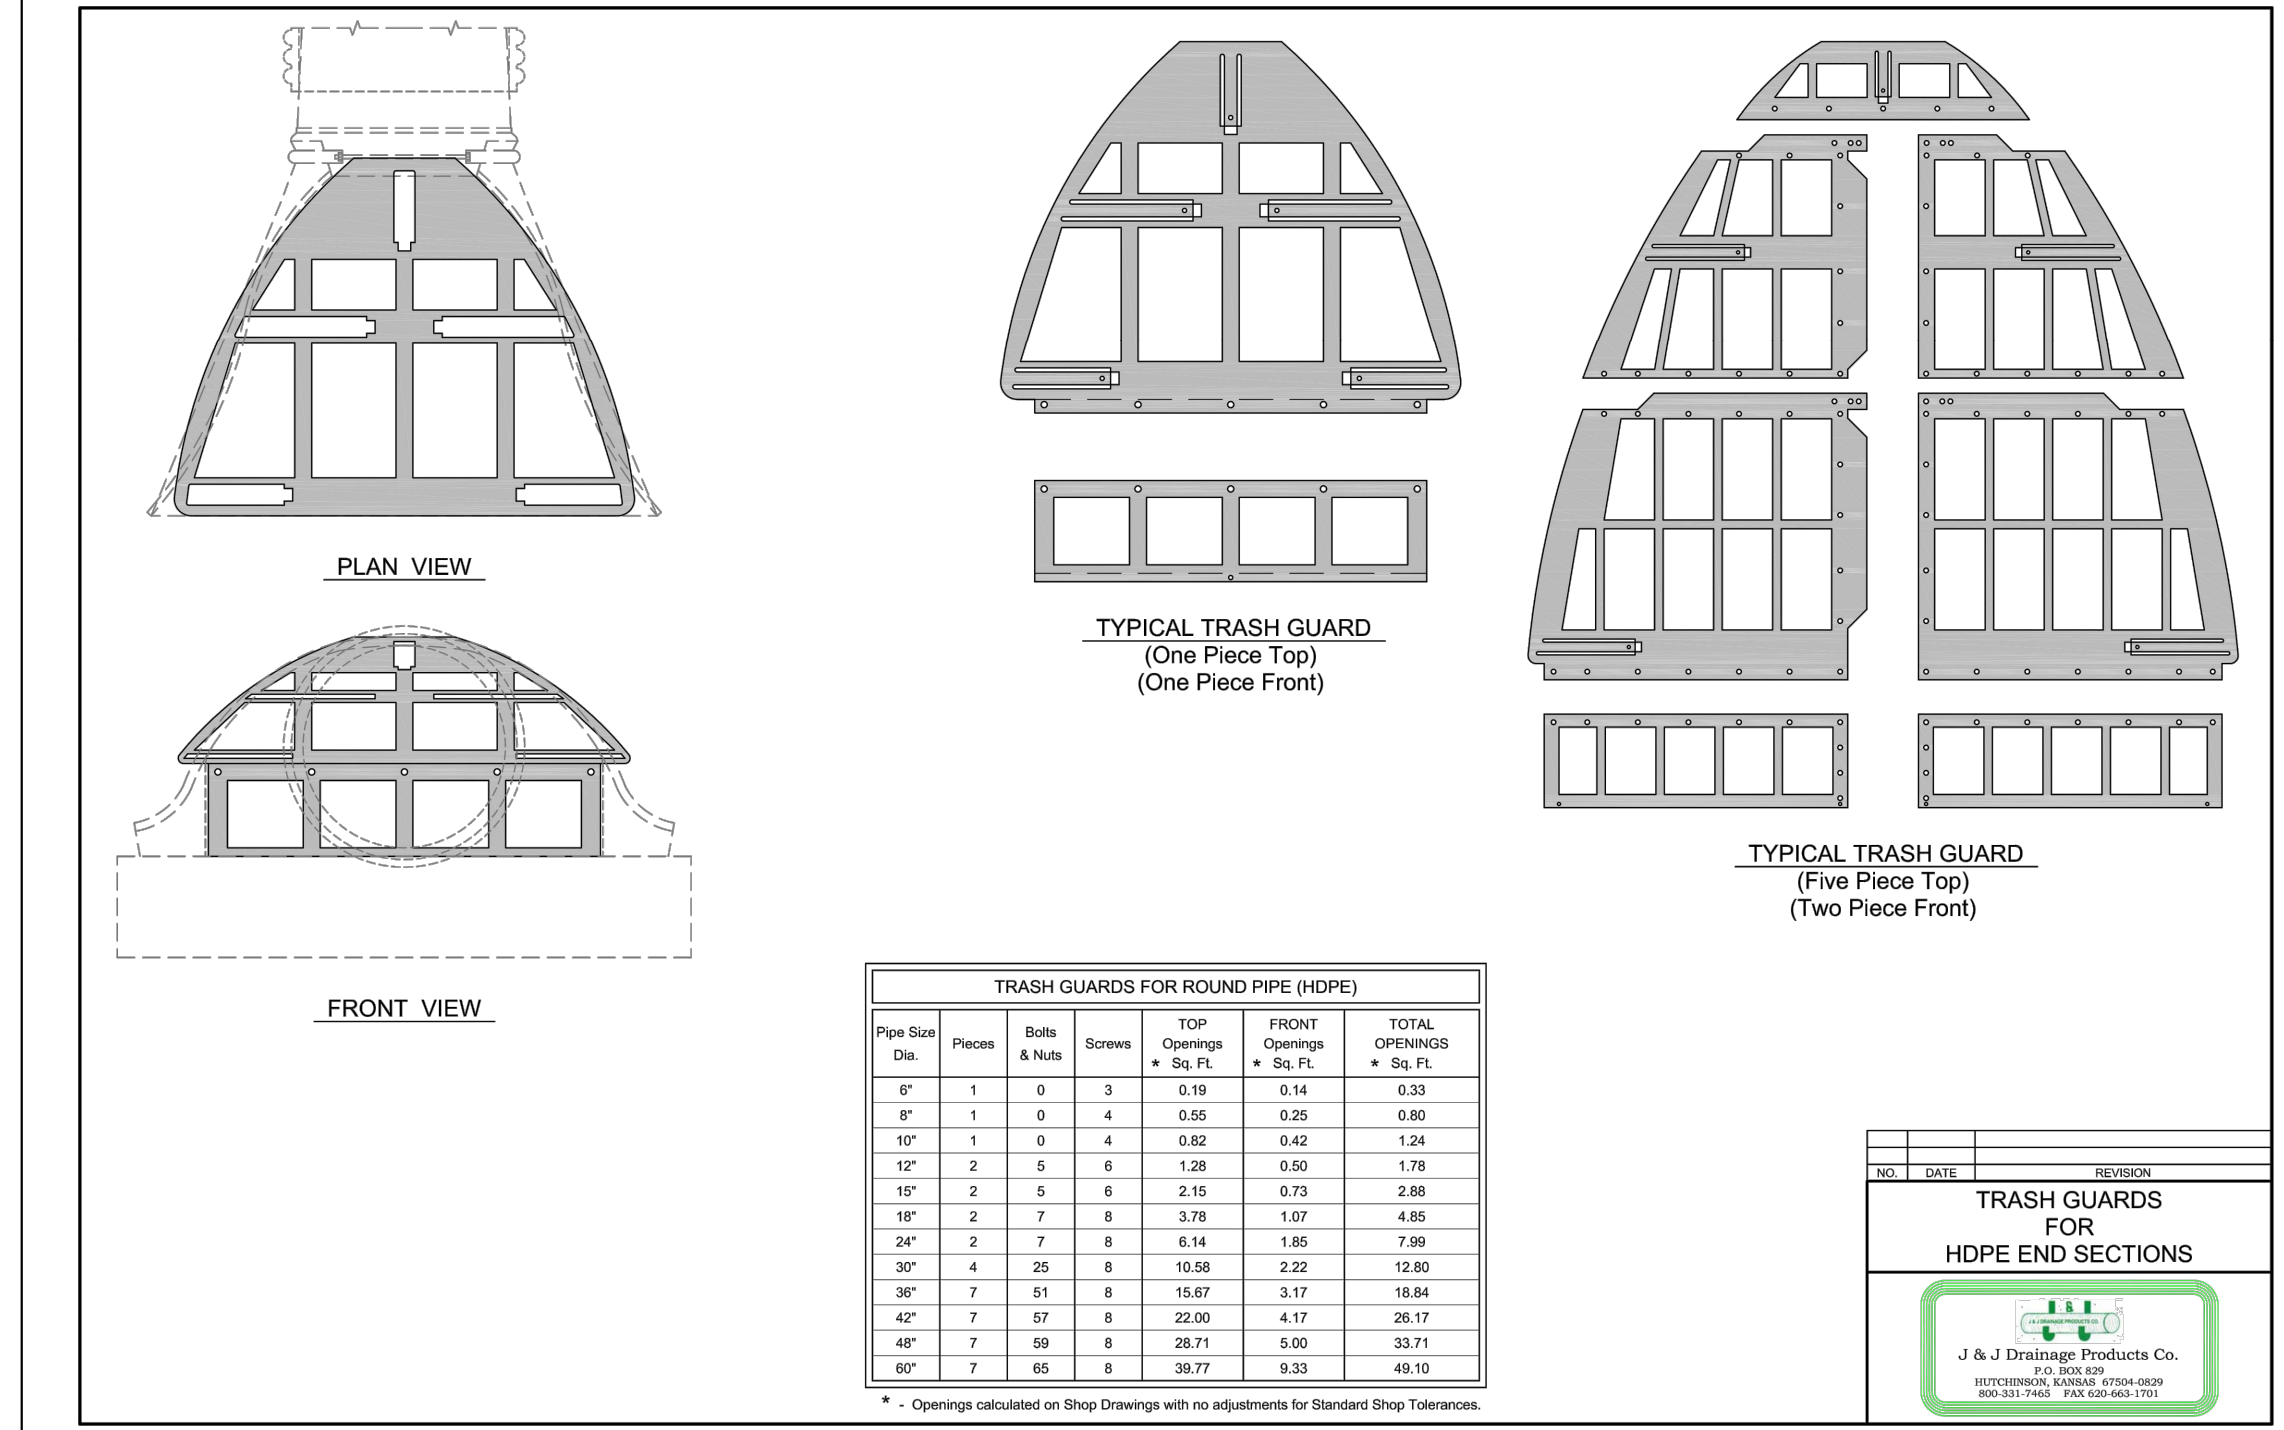 PLAN VIEW
FRONT VIEW
TYPICAL TRASH GUARD
(One Piece Top)
(One Piece Front)
TYPICAL TRASH GUARD
(Five Piece Top)
(Two Piece Front)
TRASH GUARDS FOR ROUND PIPE (HDPE)
Pipe Size Dia. Pieces Bolts & Nuts Screws TOP Openings * Sq. Ft. FRONT Openings * Sq. Ft. TOTAL OPENINGS * Sq. Ft.
6" 1 0 3 0.19 0.14 0.33
8" 1 0 4 0.55 0.25 0.80
10" 1 0 4 0.82 0.42 1.24
12" 2 5 6 1.28 0.50 1.78
15" 2 5 6 2.15 0.73 2.88
18" 2 7 8 3.78 1.07 4.85
24" 2 7 8 6.14 1.85 7.99
30" 4 25 8 10.58 2.22 12.80
36" 7 51 8 15.67 3.17 18.84
42" 7 57 8 22.00 4.17 26.17
48" 7 59 8 28.71 5.00 33.71
60" 7 65 8 39.77 9.33 49.10
* - Openings calculated on Shop Drawings with no adjustments for Standard Shop Tolerances.
NO. DATE REVISION
TRASH GUARDS
FOR
HDPE END SECTIONS
J & J
J & J DRAINAGE PRODUCTS CO.
J & J Drainage Products Co.
P.O. BOX 829
HUTCHINSON, KANSAS 67504-0829
800-331-7465 FAX 620-663-1701